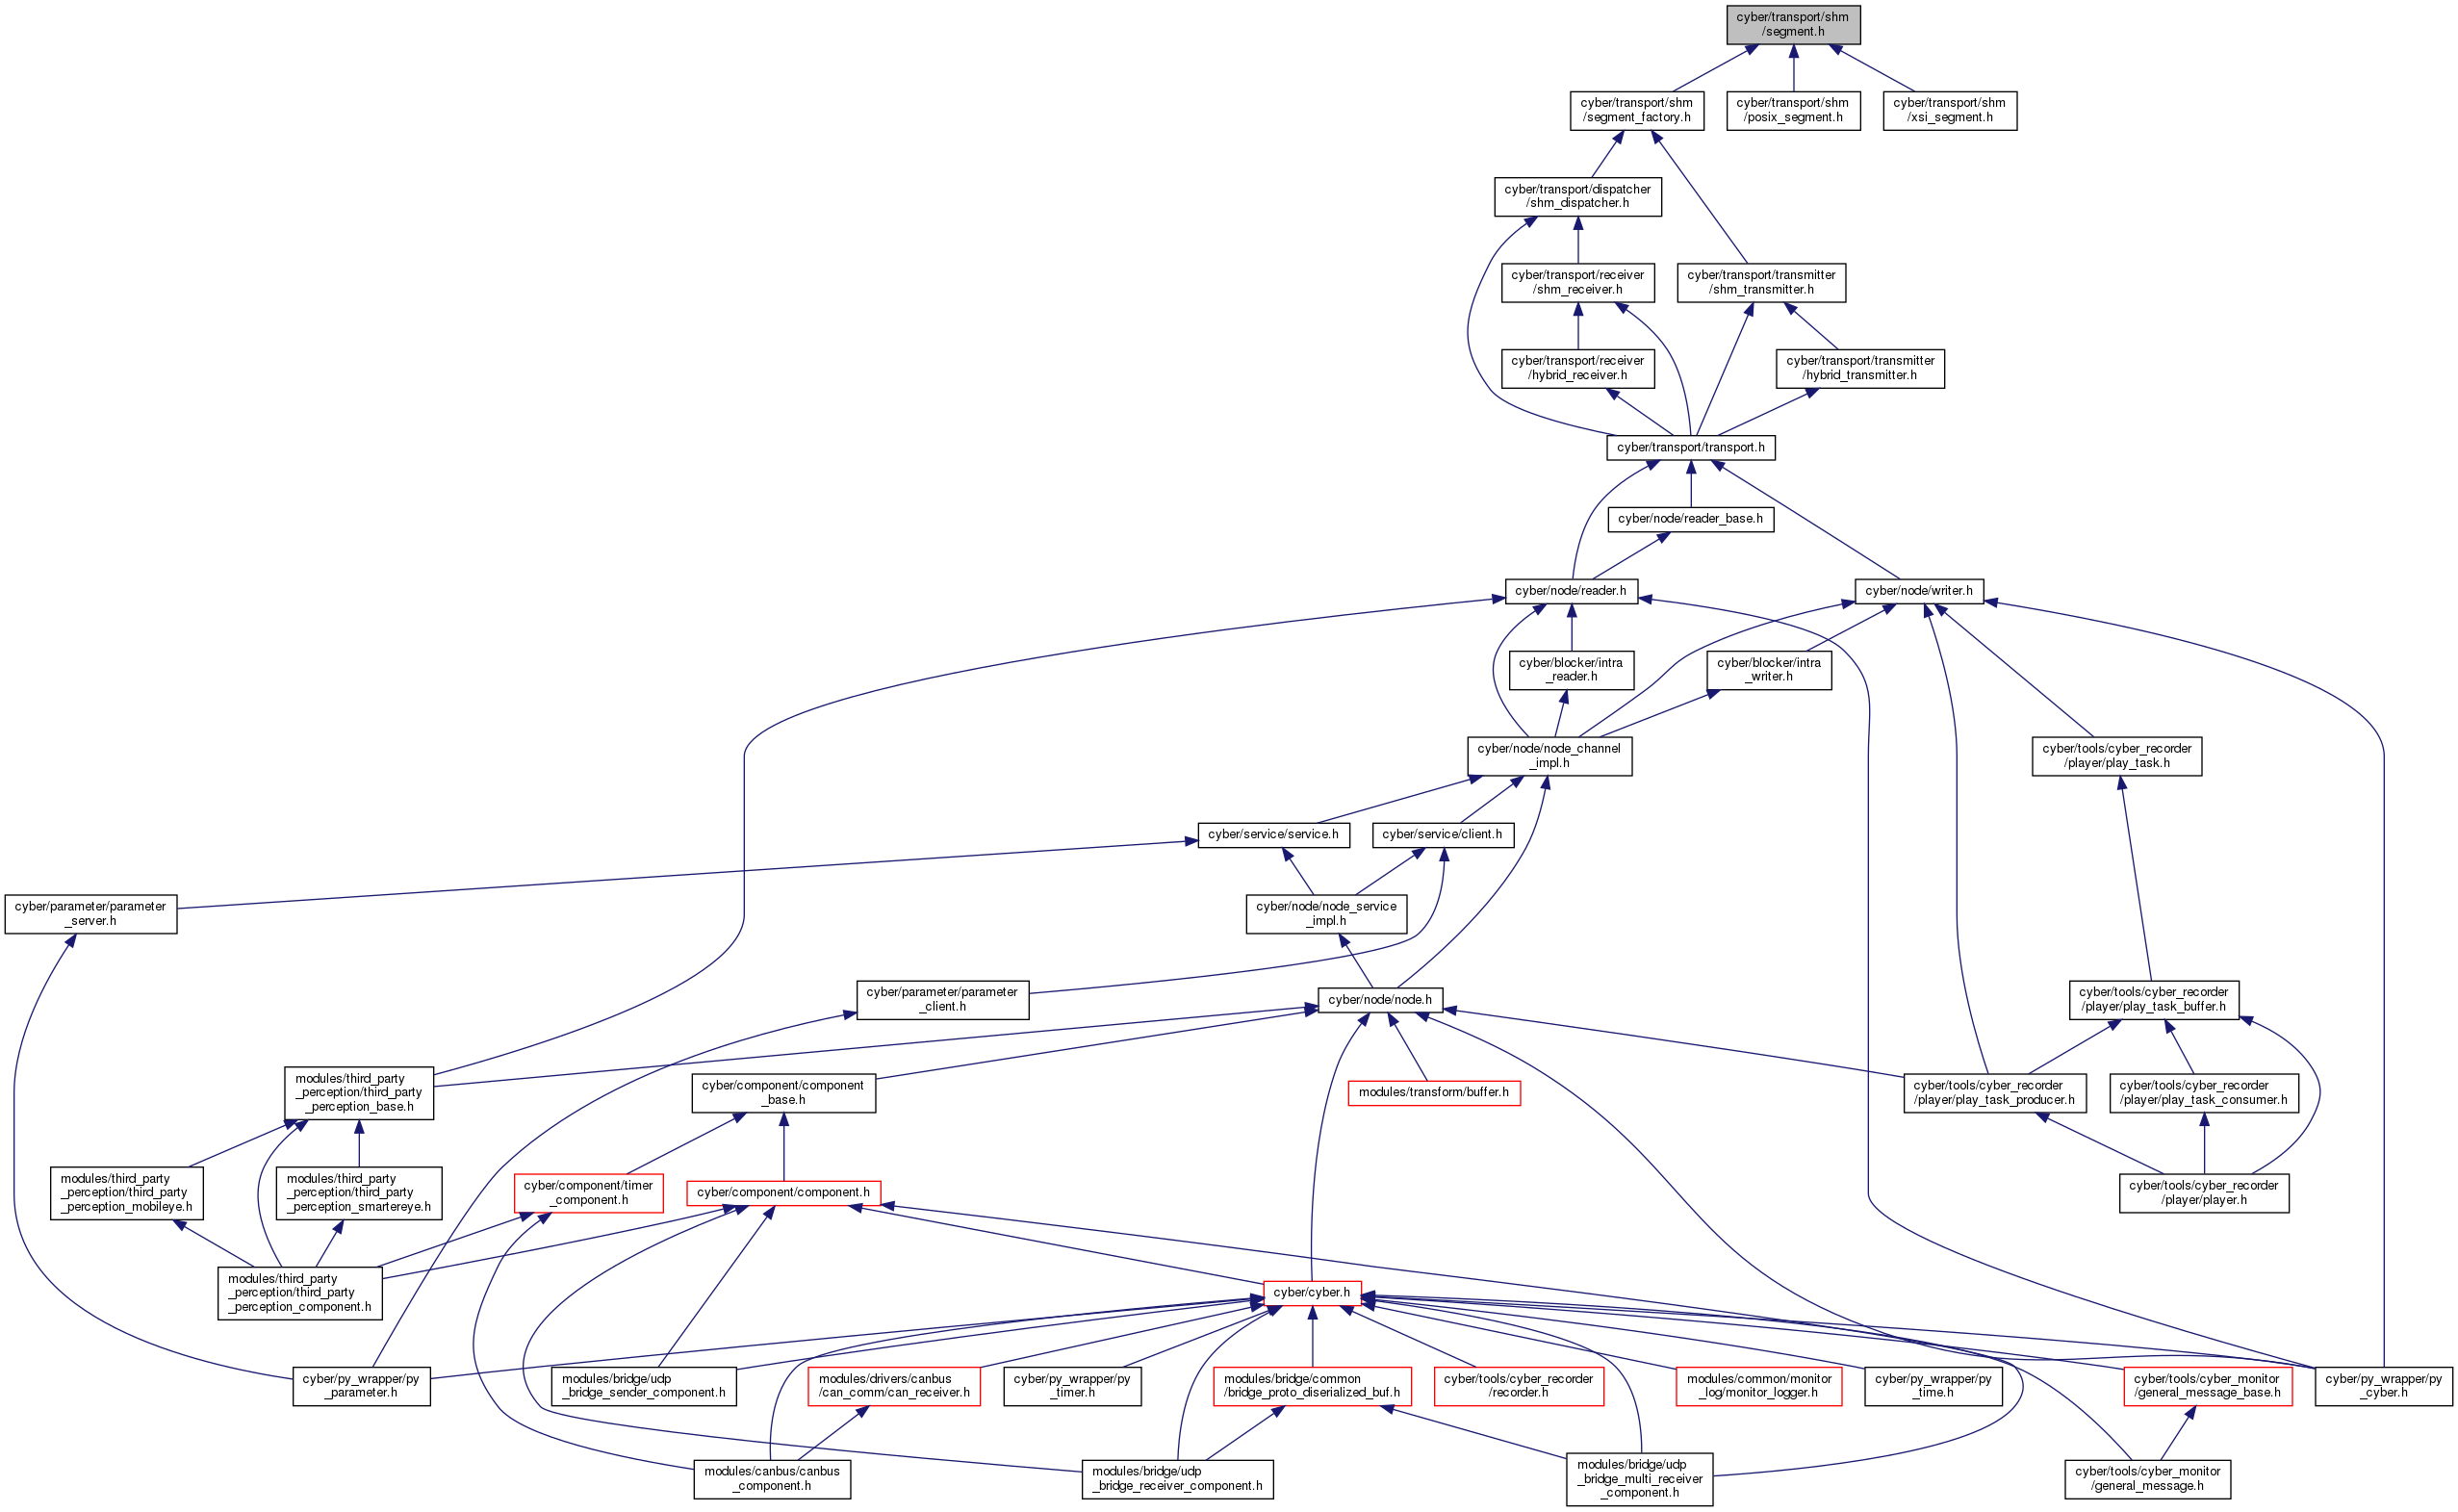 cyber/transport/shm
/segment.h
cyber/transport/shm
/segment_factory.h
cyber/transport/shm
/posix_segment.h
cyber/transport/shm
/xsi_segment.h
cyber/transport/dispatcher
/shm_dispatcher.h
cyber/transport/receiver
/shm_receiver.h
cyber/transport/transmitter
/shm_transmitter.h
cyber/transport/receiver
/hybrid_receiver.h
cyber/transport/transmitter
/hybrid_transmitter.h
cyber/transport/transport.h
cyber/node/reader_base.h
cyber/node/reader.h
cyber/node/writer.h
cyber/blocker/intra
_reader.h
cyber/blocker/intra
_writer.h
cyber/node/node_channel
_impl.h
cyber/tools/cyber_recorder
/player/play_task.h
cyber/service/service.h
cyber/service/client.h
cyber/parameter/parameter
_server.h
cyber/node/node_service
_impl.h
cyber/parameter/parameter
_client.h
cyber/node/node.h
cyber/tools/cyber_recorder
/player/play_task_buffer.h
modules/third_party
_perception/third_party
_perception_base.h
cyber/component/component
_base.h
modules/transform/buffer.h
cyber/tools/cyber_recorder
/player/play_task_producer.h
cyber/tools/cyber_recorder
/player/play_task_consumer.h
modules/third_party
_perception/third_party
_perception_mobileye.h
modules/third_party
_perception/third_party
_perception_smartereye.h
cyber/component/timer
_component.h
cyber/component/component.h
cyber/tools/cyber_recorder
/player/player.h
modules/third_party
_perception/third_party
_perception_component.h
cyber/cyber.h
cyber/py_wrapper/py
_parameter.h
modules/bridge/udp
_bridge_sender_component.h
modules/drivers/canbus
/can_comm/can_receiver.h
cyber/py_wrapper/py
_timer.h
modules/bridge/common
/bridge_proto_diserialized_buf.h
cyber/tools/cyber_recorder
/recorder.h
modules/common/monitor
_log/monitor_logger.h
cyber/py_wrapper/py
_time.h
cyber/tools/cyber_monitor
/general_message_base.h
cyber/py_wrapper/py
_cyber.h
modules/canbus/canbus
_component.h
modules/bridge/udp
_bridge_receiver_component.h
modules/bridge/udp
_bridge_multi_receiver
_component.h
cyber/tools/cyber_monitor
/general_message.h